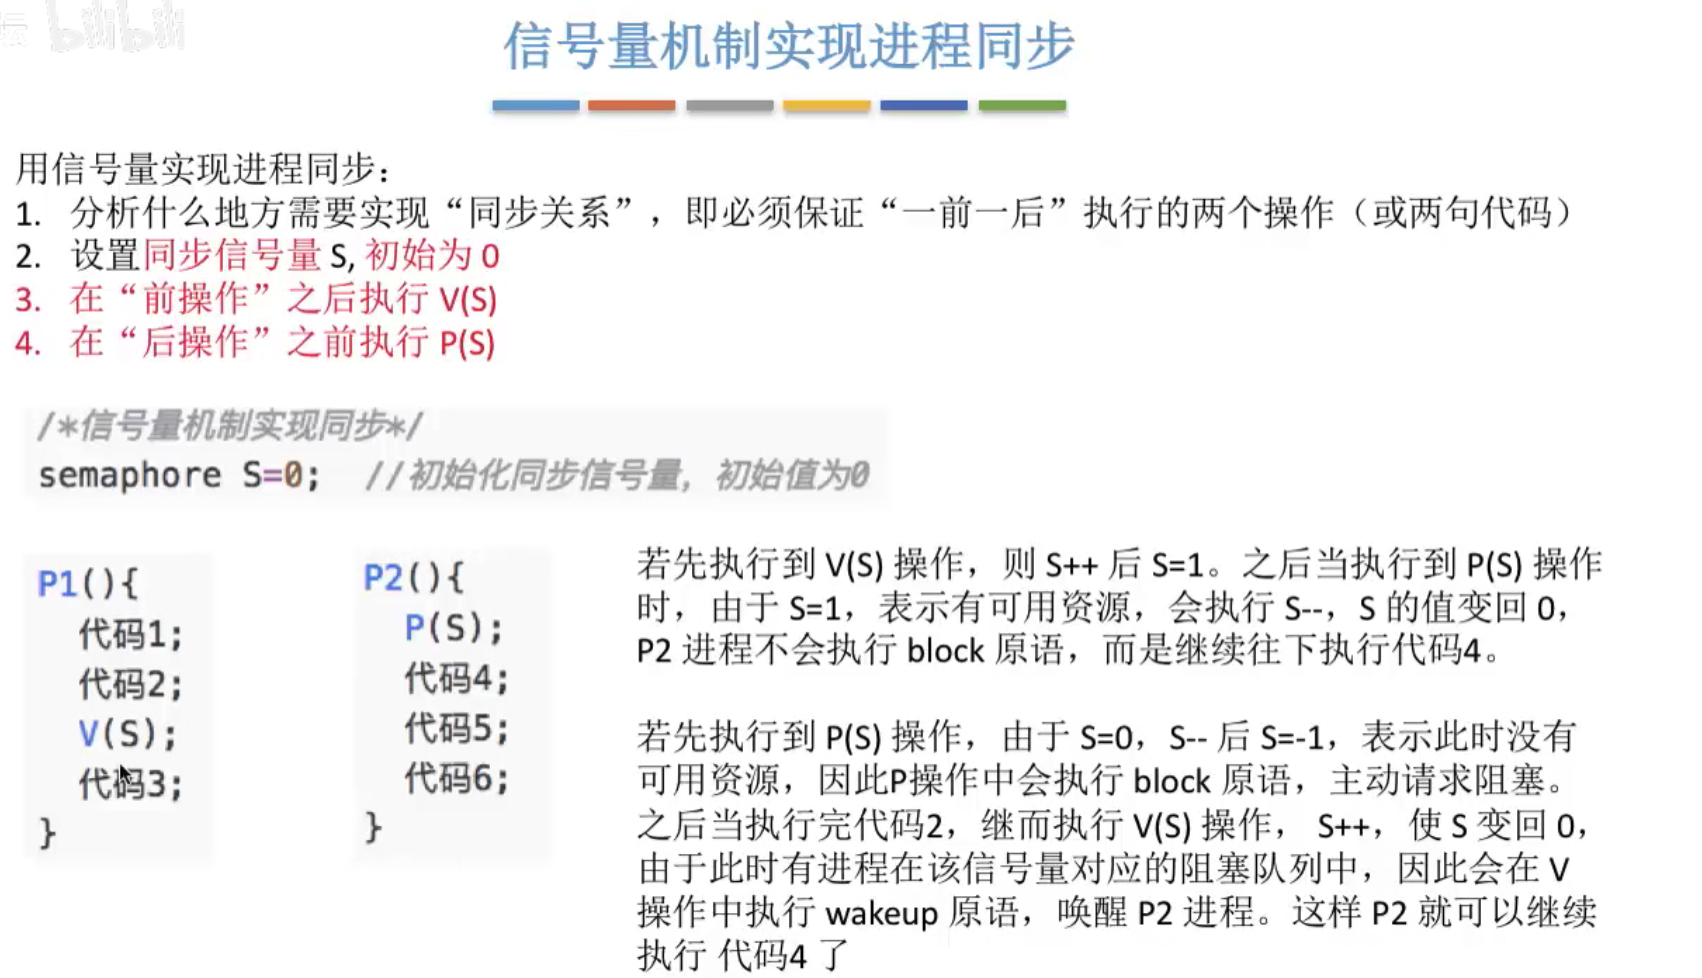 坛 bilibili
信号量机制实现进程同步
用信号量实现进程同步：
1. 分析什么地方需要实现“同步关系”，即必须保证“一前一后”执行的两个操作（或两句代码）
2. 设置同步信号量 S, 初始为 0
3. 在“前操作”之后执行 V(S)
4. 在“后操作”之前执行 P(S)
/*信号量机制实现同步*/
semaphore S=0; //初始化同步信号量，初始值为0
P1(){
代码1;
代码2;
V(S);
代码3;
}
P2(){
P(S);
代码4;
代码5;
代码6;
}
若先执行到 V(S) 操作，则 S++ 后 S=1。之后当执行到 P(S) 操作
时，由于 S=1，表示有可用资源，会执行 S--，S 的值变回 0，
P2 进程不会执行 block 原语，而是继续往下执行代码4。
若先执行到 P(S) 操作，由于 S=0，S-- 后 S=-1，表示此时没有
可用资源，因此P操作中会执行 block 原语，主动请求阻塞。
之后当执行完代码2，继而执行 V(S) 操作， S++，使 S 变回 0，
由于此时有进程在该信号量对应的阻塞队列中，因此会在 V
操作中执行 wakeup 原语，唤醒 P2 进程。这样 P2 就可以继续
执行 代码4 了